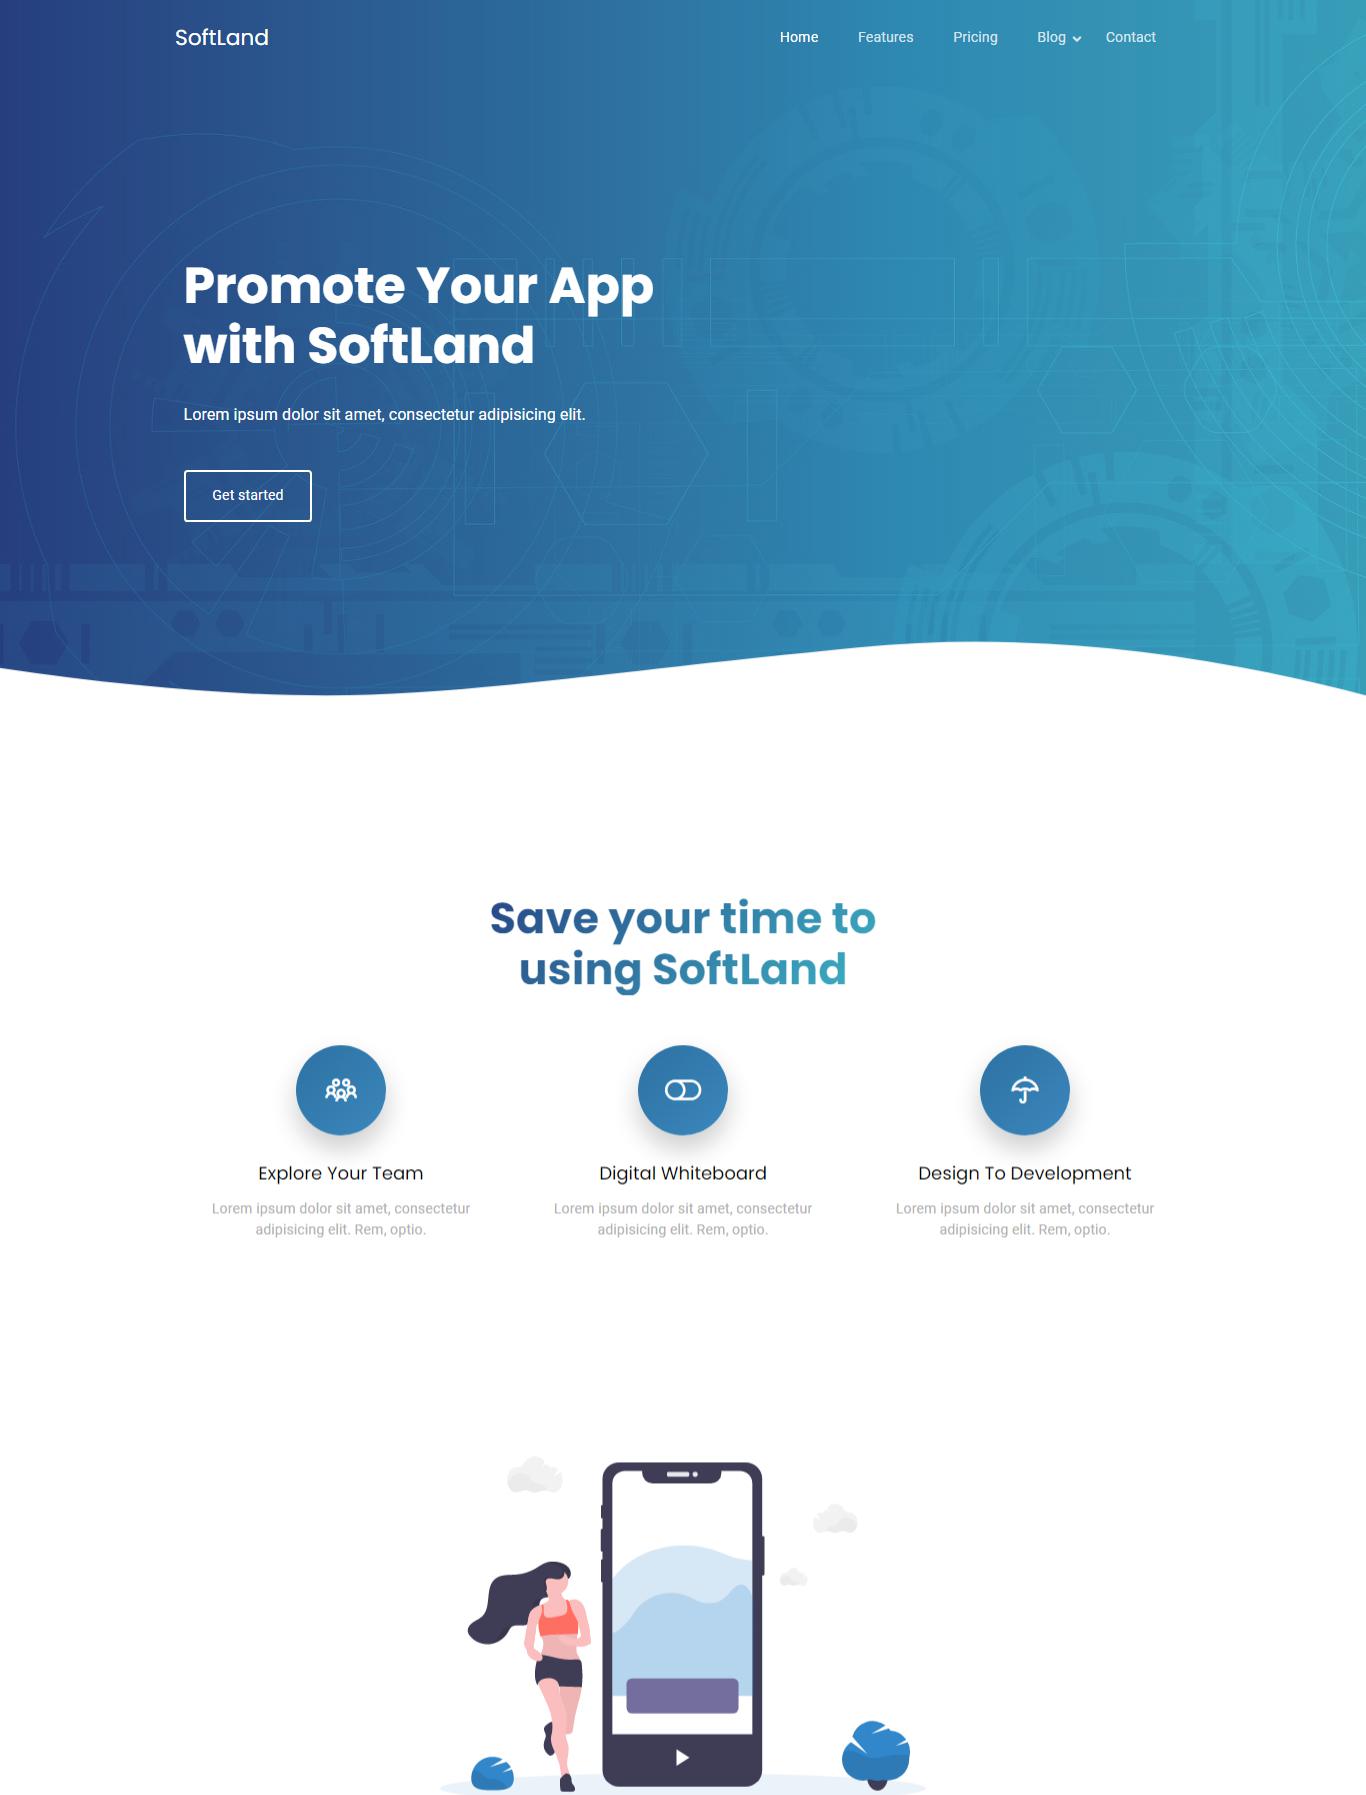 SoftLand
Home Features Pricing Blog Contact
Promote Your App
with SoftLand
Lorem ipsum dolor sit amet, consectetur adipisicing elit.
Get started
Save your time to
using SoftLand
Explore Your Team
Lorem ipsum dolor sit amet, consectetur
adipisicing elit. Rem, optio.
Digital Whiteboard
Lorem ipsum dolor sit amet, consectetur
adipisicing elit. Rem, optio.
Design To Development
Lorem ipsum dolor sit amet, consectetur
adipisicing elit. Rem, optio.